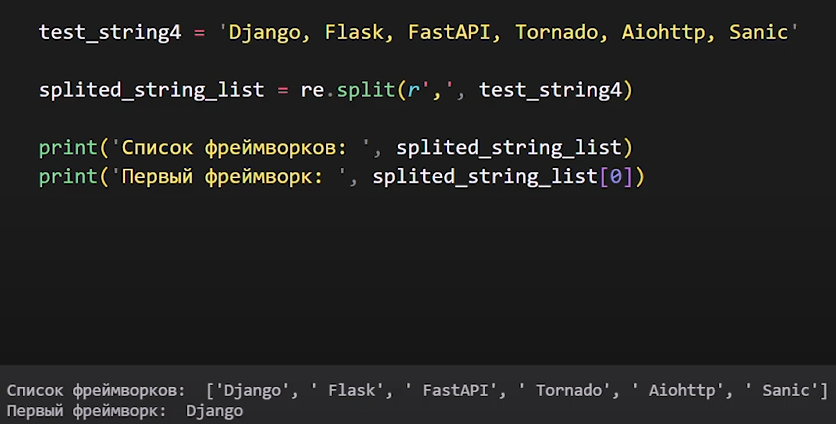 test_string4 = 'Django, Flask, FastAPI, Tornado, Aiohttp, Sanic'
splited_string_list = re.split(r',', test_string4)
print('Список фреймворков: ', splited_string_list)
print('Первый фреймворк: ', splited_string_list[0])
Список фреймворков:  ['Django', ' Flask', ' FastAPI', ' Tornado', ' Aiohttp', ' Sanic']
Первый фреймворк:  Django